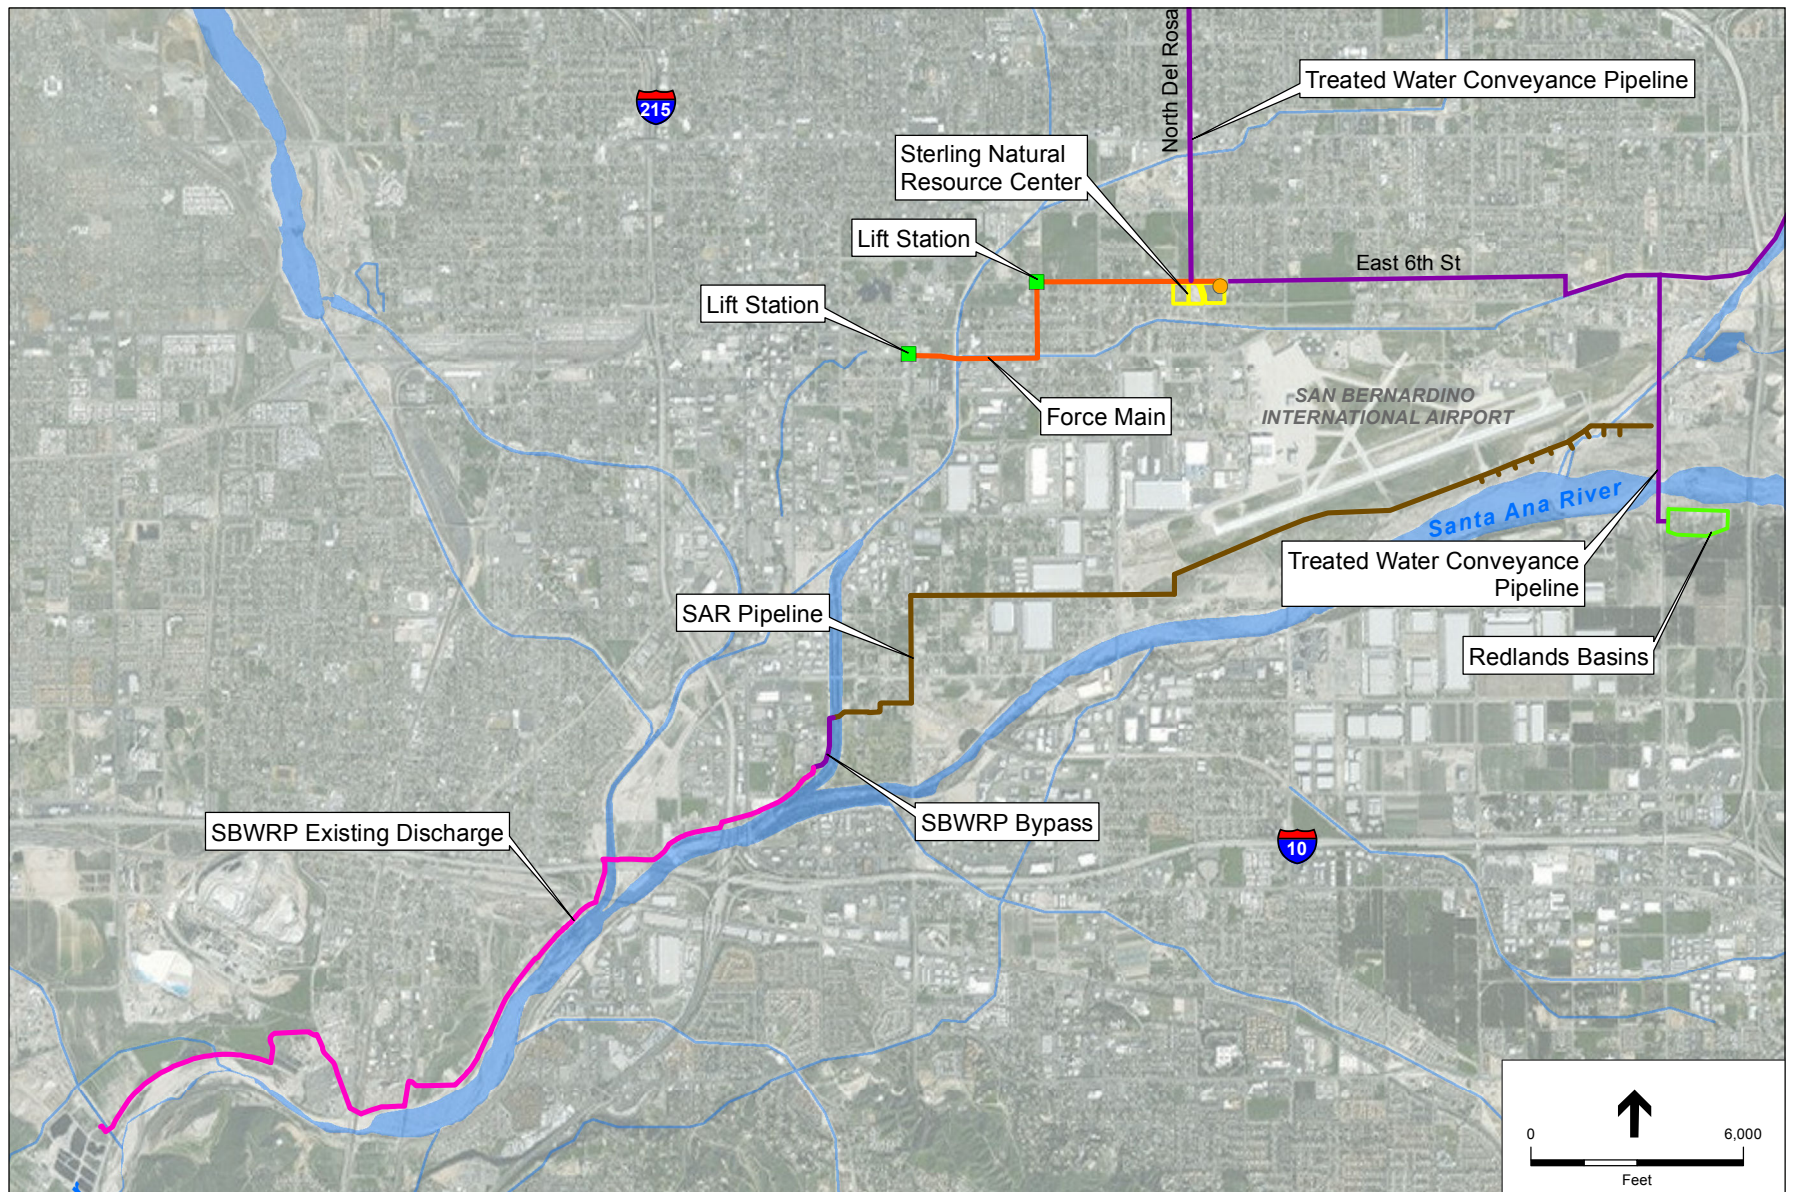 North Del Rosa
Treated Water Conveyance Pipeline
215
Sterling Natural
Resource Center
Lift Station
East 6th St
Lift Station
SAN BERNARDINO
INTERNATIONAL AIRPORT
Force Main
Santa Ana River
Treated Water Conveyance
Pipeline
SAR Pipeline
Redlands Basins
SBWRP Bypass
SBWRP Existing Discharge
10
0
6,000
Feet